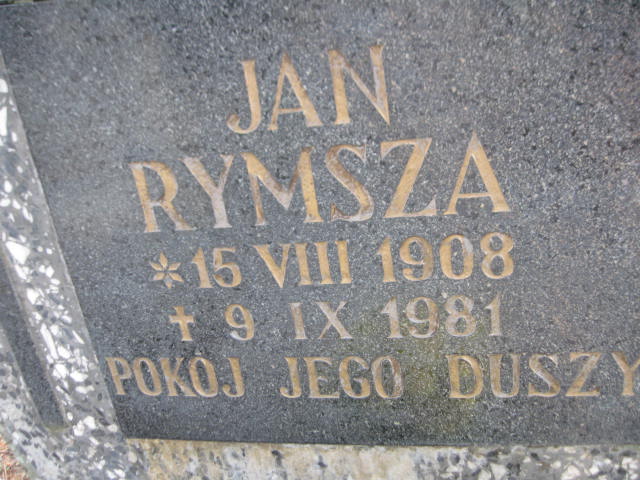 JAN
RYMSZA
* 15 VIII 1908
✝ 9 IX 1981
POKÓJ JEGO DUSZY